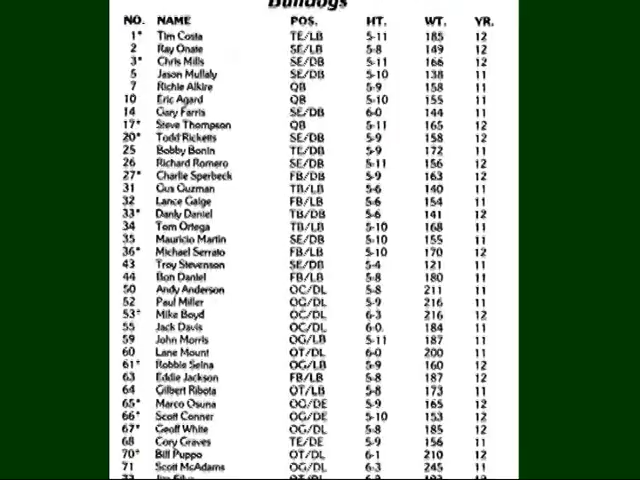 Bulldogs
NO. NAME POS. HT. WT. YR.
1* Tim Costa TE/LB 5-11 185 12
2 Ray Onate SE/LB 5-8 149 12
3* Chris Mills SE/DB 5-11 166 12
5 Jason Mullaly SE/DB 5-10 138 11
7 Richie Alkire QB 5-9 158 11
10 Eric Agard QB 5-10 155 11
14 Gary Farris SE/DB 6-0 144 11
17* Steve Thompson QB 5-11 165 12
20* Todd Ricketts SE/DB 5-9 158 12
25 Bobby Bonin TE/DB 5-9 172 11
26 Richard Romero SE/DB 5-11 156 12
27* Charlie Sperbeck FB/DB 5-9 163 12
31 Gus Guzman TB/LB 5-6 140 11
32 Lance Gaige FB/LB 5-6 154 11
33* Danly Daniel TB/DB 5-6 141 12
34 Tom Ortega TB/LB 5-10 168 11
35 Mauricio Martin SE/DB 5-10 155 11
36* Michael Serrato FB/LB 5-10 170 12
43 Troy Stevenson SE/DB 5-4 121 11
44 Bon Daniel FB/LB 5-8 180 11
50 Andy Anderson OC/DL 5-8 211 11
52 Paul Miller OG/DL 5-9 216 11
53* Mike Boyd OC/DL 6-3 216 12
55 Jack Davis OC/DL 6-0 184 11
59 John Morris OG/LB 5-11 187 11
60 Lane Mount OT/DL 6-0 200 11
61* Robbie Seina OG/LB 5-9 160 12
63 Eddie Jackson FB/LB 5-8 187 12
64 Gilbert Ribota OT/LB 5-8 173 11
65* Marco Osuna OG/DE 5-9 165 12
66* Scott Conner OG/DE 5-10 153 12
67* Geoff White OG/DL 5-8 185 12
68 Cory Graves TE/DE 5-9 156 11
70* Bill Puppo OT/DL 6-1 210 12
71 Scott McAdams OG/DL 6-3 245 11